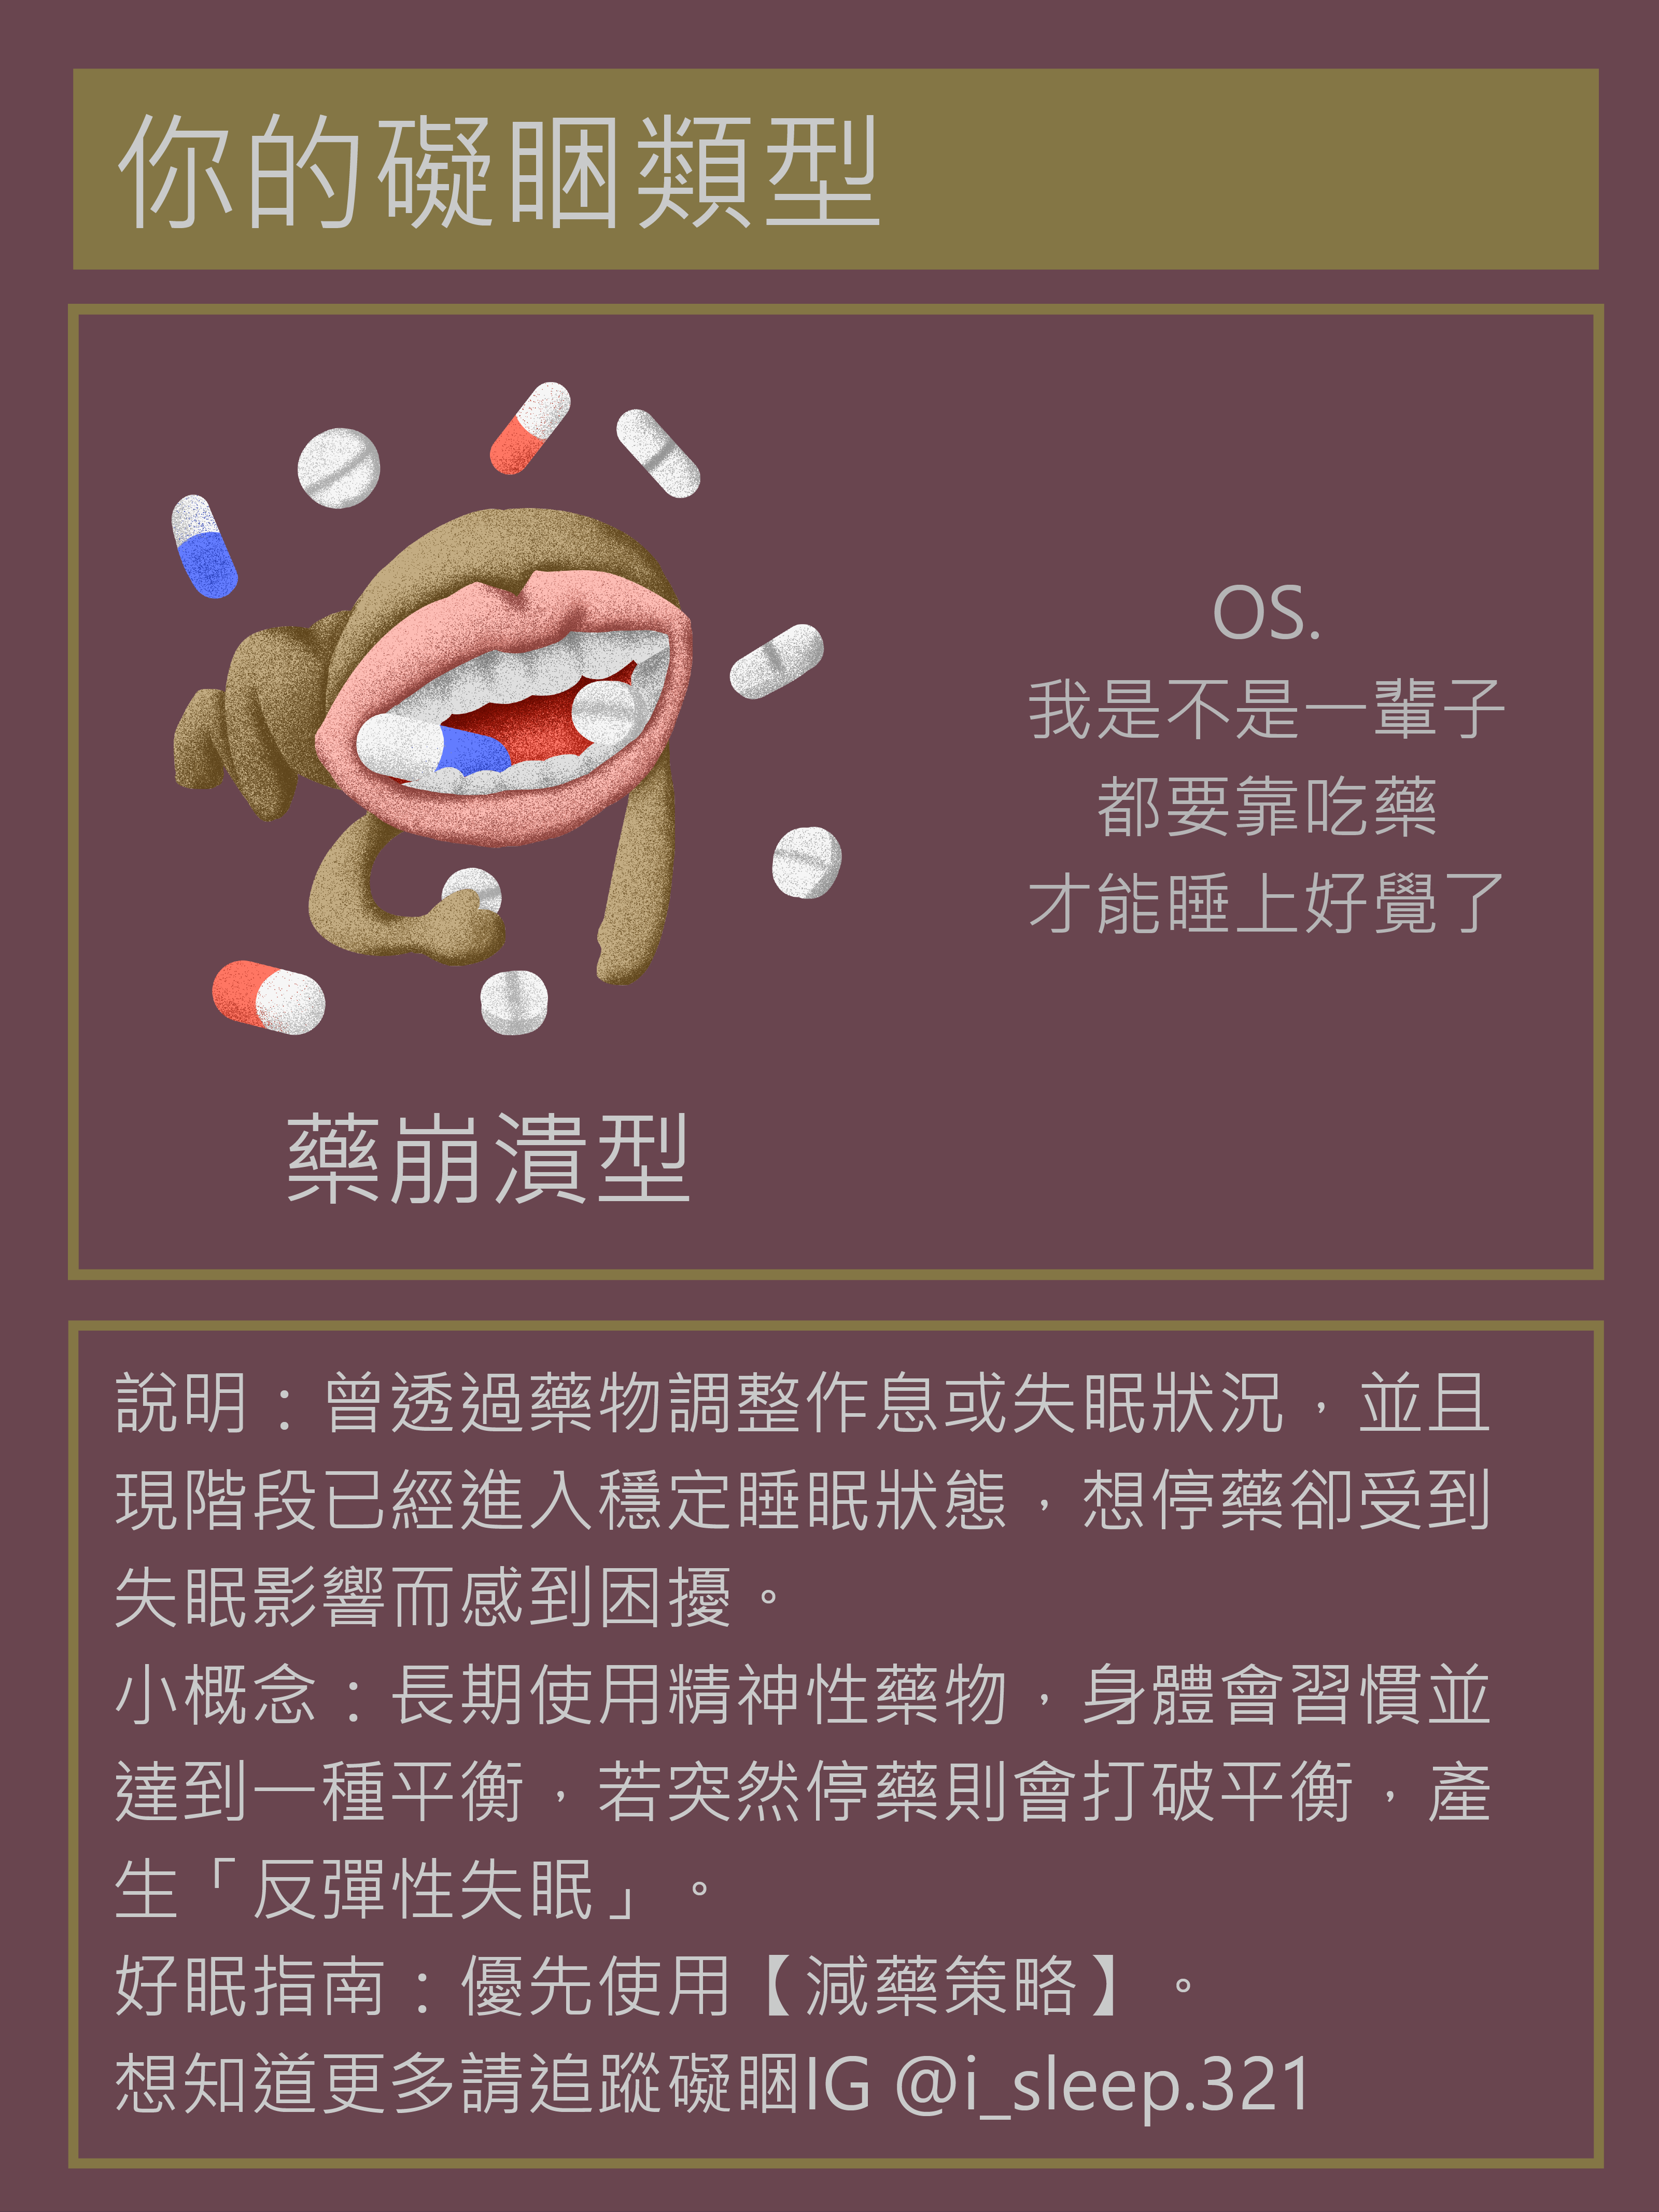 你的礙睏類型
OS.
我是不是一輩子
都要靠吃藥
才能睡上好覺了
藥崩潰型
說明：曾透過藥物調整作息或失眠狀況，並且
現階段已經進入穩定睡眠狀態，想停藥卻受到
失眠影響而感到困擾。
小概念：長期使用精神性藥物，身體會習慣並
達到一種平衡，若突然停藥則會打破平衡，產
生「反彈性失眠」。
好眠指南：優先使用【減藥策略】。
想知道更多請追蹤礙睏IG @i_sleep.321